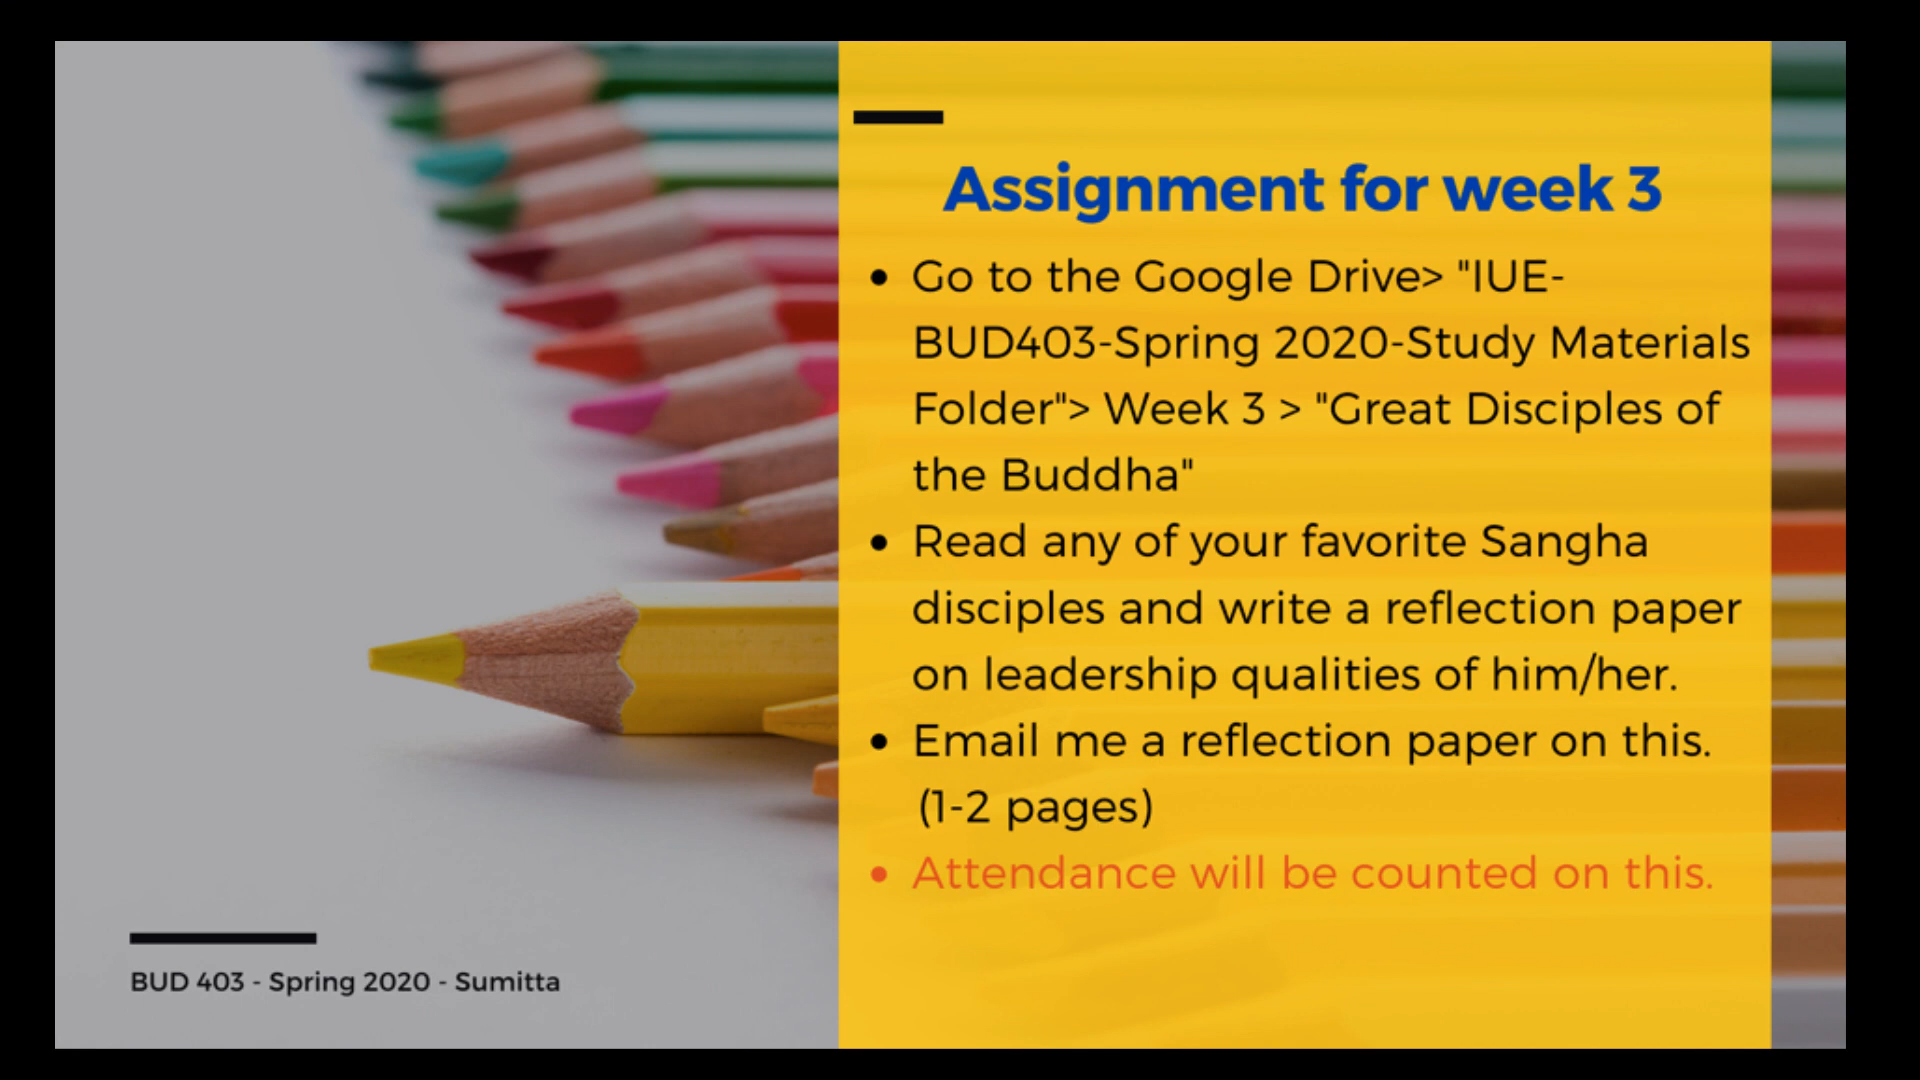 Assignment for week 3
• Go to the Google Drive> "IUE-
BUD403-Spring 2020-Study Materials
Folder"> Week 3 > "Great Disciples of
the Buddha"
• Read any of your favorite Sangha
disciples and write a reflection paper
on leadership qualities of him/her.
• Email me a reflection paper on this.
(1-2 pages)
• Attendance will be counted on this.
BUD 403 - Spring 2020 - Sumitta